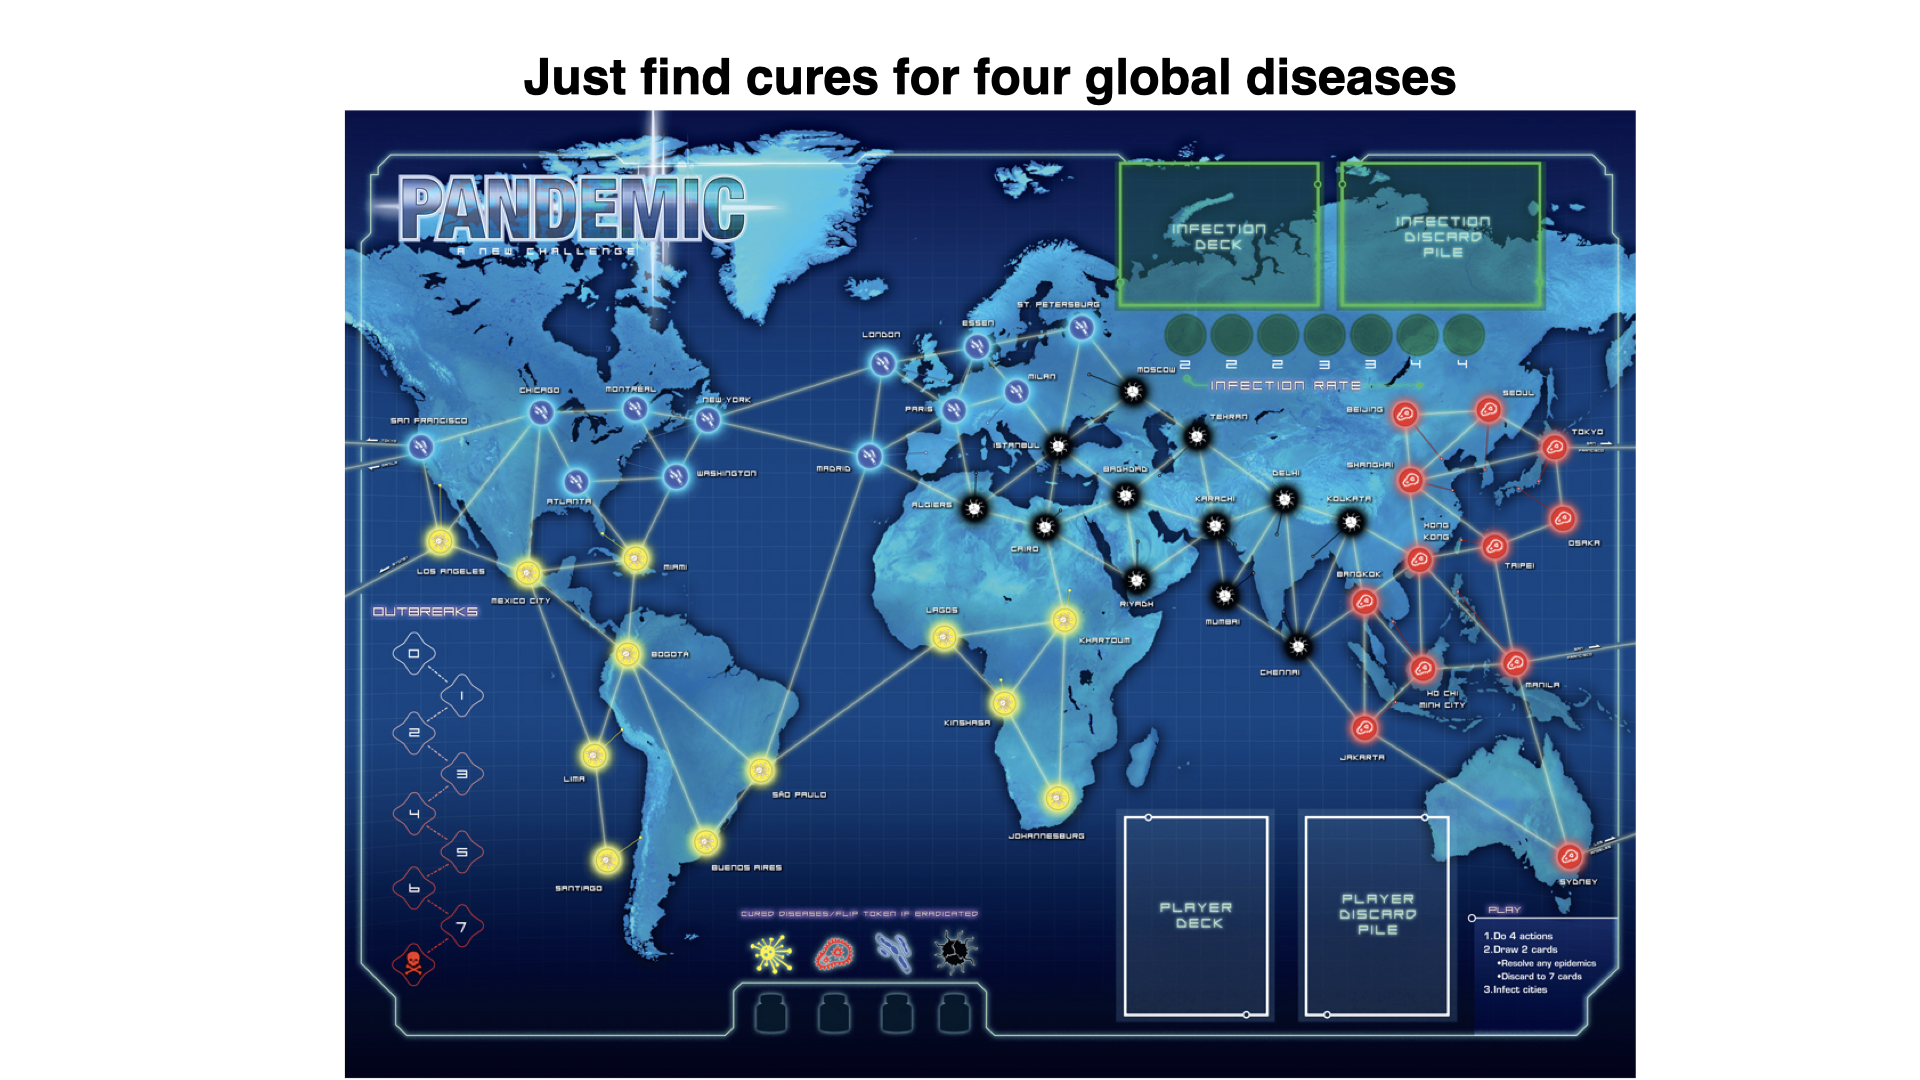 Just find cures for four global diseases
PANDEMIC
A NEW CHALLENGE
INFECTION
DECK
INFECTION
DISCARD
PILE
2 2 2 3 3 4 4
INFECTION RATE
ST. PETERSBURG
ESSEN
LONDON
MOSCOW
MILAN
CHICAGO
MONTRÉAL
NEW YORK
PARIS
SAN FRANCISCO
TEHRAN
BEIJING
SEOUL
TOKYO
ISTANBUL
MADRID
WASHINGTON
BAGHDAD
DELHI
SHANGHAI
ATLANTA
ALGIERS
KARACHI
KOLKATA
CAIRO
HONG
KONG
OSAKA
LOS ANGELES
MIAMI
TAIPEI
BANGKOK
MEXICO CITY
RIYADH
OUTBREAKS
LAGOS
MUMBAI
KHARTOUM
BOGOTÁ
CHENNAI
MANILA
HO CHI
MINH CITY
KINSHASA
JAKARTA
LIMA
SÃO PAULO
JOHANNESBURG
BUENOS AIRES
SANTIAGO
SYDNEY
0
1
2
3
4
5
6
7
CURED DISEASES/FLIP TOKEN IF ERADICATED
PLAYER
DECK
PLAYER
DISCARD
PILE
PLAY
1.Do 4 actions
2.Draw 2 cards
•Resolve any epidemics
•Discard to 7 cards
3.Infect cities